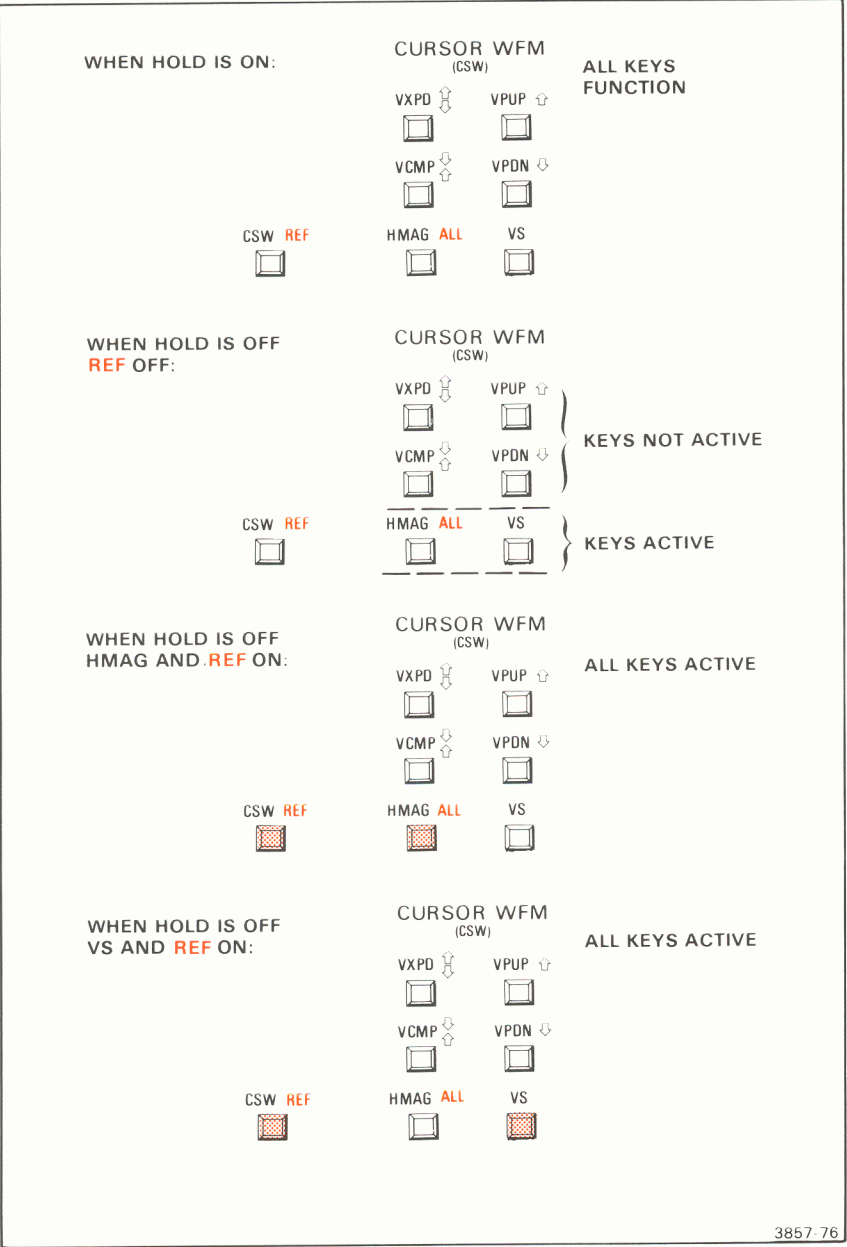 WHEN HOLD IS ON:
CURSOR WFM
(CSW)
ALL KEYS
FUNCTION
VXPD VPUP
VCMP VPDN
CSW REF HMAG ALL VS
WHEN HOLD IS OFF
REF OFF:
CURSOR WFM
(CSW)
VXPD VPUP
KEYS NOT ACTIVE
VCMP VPDN
CSW REF HMAG ALL VS
KEYS ACTIVE
WHEN HOLD IS OFF
HMAG AND REF ON:
CURSOR WFM
(CSW)
ALL KEYS ACTIVE
VXPD VPUP
VCMP VPDN
CSW REF HMAG ALL VS
WHEN HOLD IS OFF
VS AND REF ON:
CURSOR WFM
(CSW)
ALL KEYS ACTIVE
VXPD VPUP
VCMP VPDN
CSW REF HMAG ALL VS
3857-76